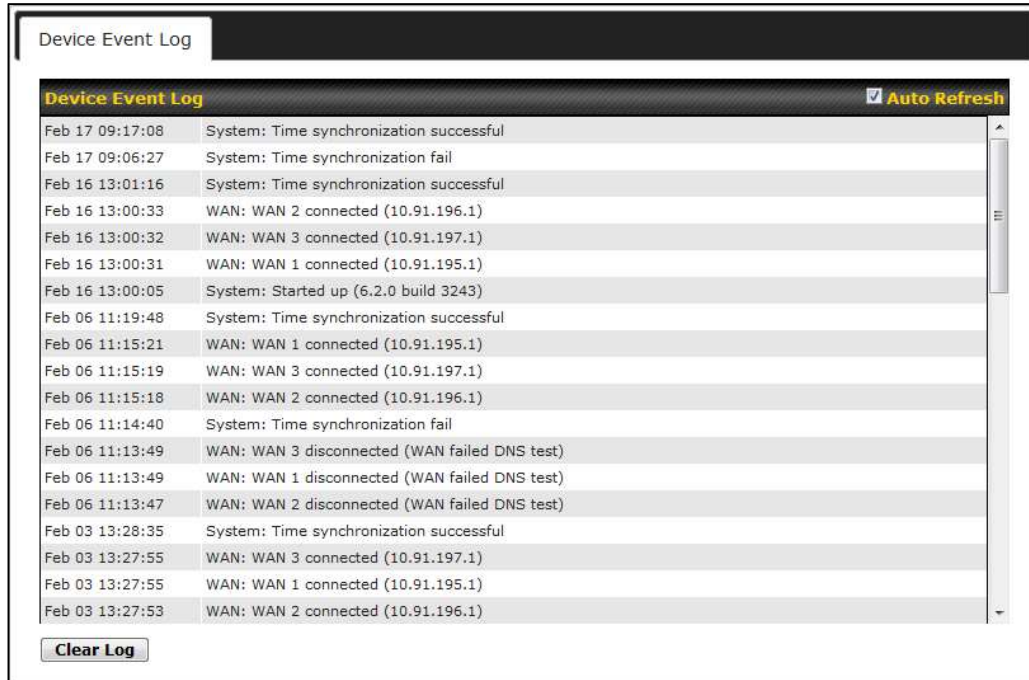 Device Event Log
Device Event Log Auto Refresh
Feb 17 09:17:08 System: Time synchronization successful
Feb 17 09:06:27 System: Time synchronization fail
Feb 16 13:01:16 System: Time synchronization successful
Feb 16 13:00:33 WAN: WAN 2 connected (10.91.196.1)
Feb 16 13:00:32 WAN: WAN 3 connected (10.91.197.1)
Feb 16 13:00:31 WAN: WAN 1 connected (10.91.195.1)
Feb 16 13:00:05 System: Started up (6.2.0 build 3243)
Feb 06 11:19:48 System: Time synchronization successful
Feb 06 11:15:21 WAN: WAN 1 connected (10.91.195.1)
Feb 06 11:15:19 WAN: WAN 3 connected (10.91.197.1)
Feb 06 11:15:18 WAN: WAN 2 connected (10.91.196.1)
Feb 06 11:14:40 System: Time synchronization fail
Feb 06 11:13:49 WAN: WAN 3 disconnected (WAN failed DNS test)
Feb 06 11:13:49 WAN: WAN 1 disconnected (WAN failed DNS test)
Feb 06 11:13:47 WAN: WAN 2 disconnected (WAN failed DNS test)
Feb 03 13:28:35 System: Time synchronization successful
Feb 03 13:27:55 WAN: WAN 3 connected (10.91.197.1)
Feb 03 13:27:55 WAN: WAN 1 connected (10.91.195.1)
Feb 03 13:27:53 WAN: WAN 2 connected (10.91.196.1)
Clear Log